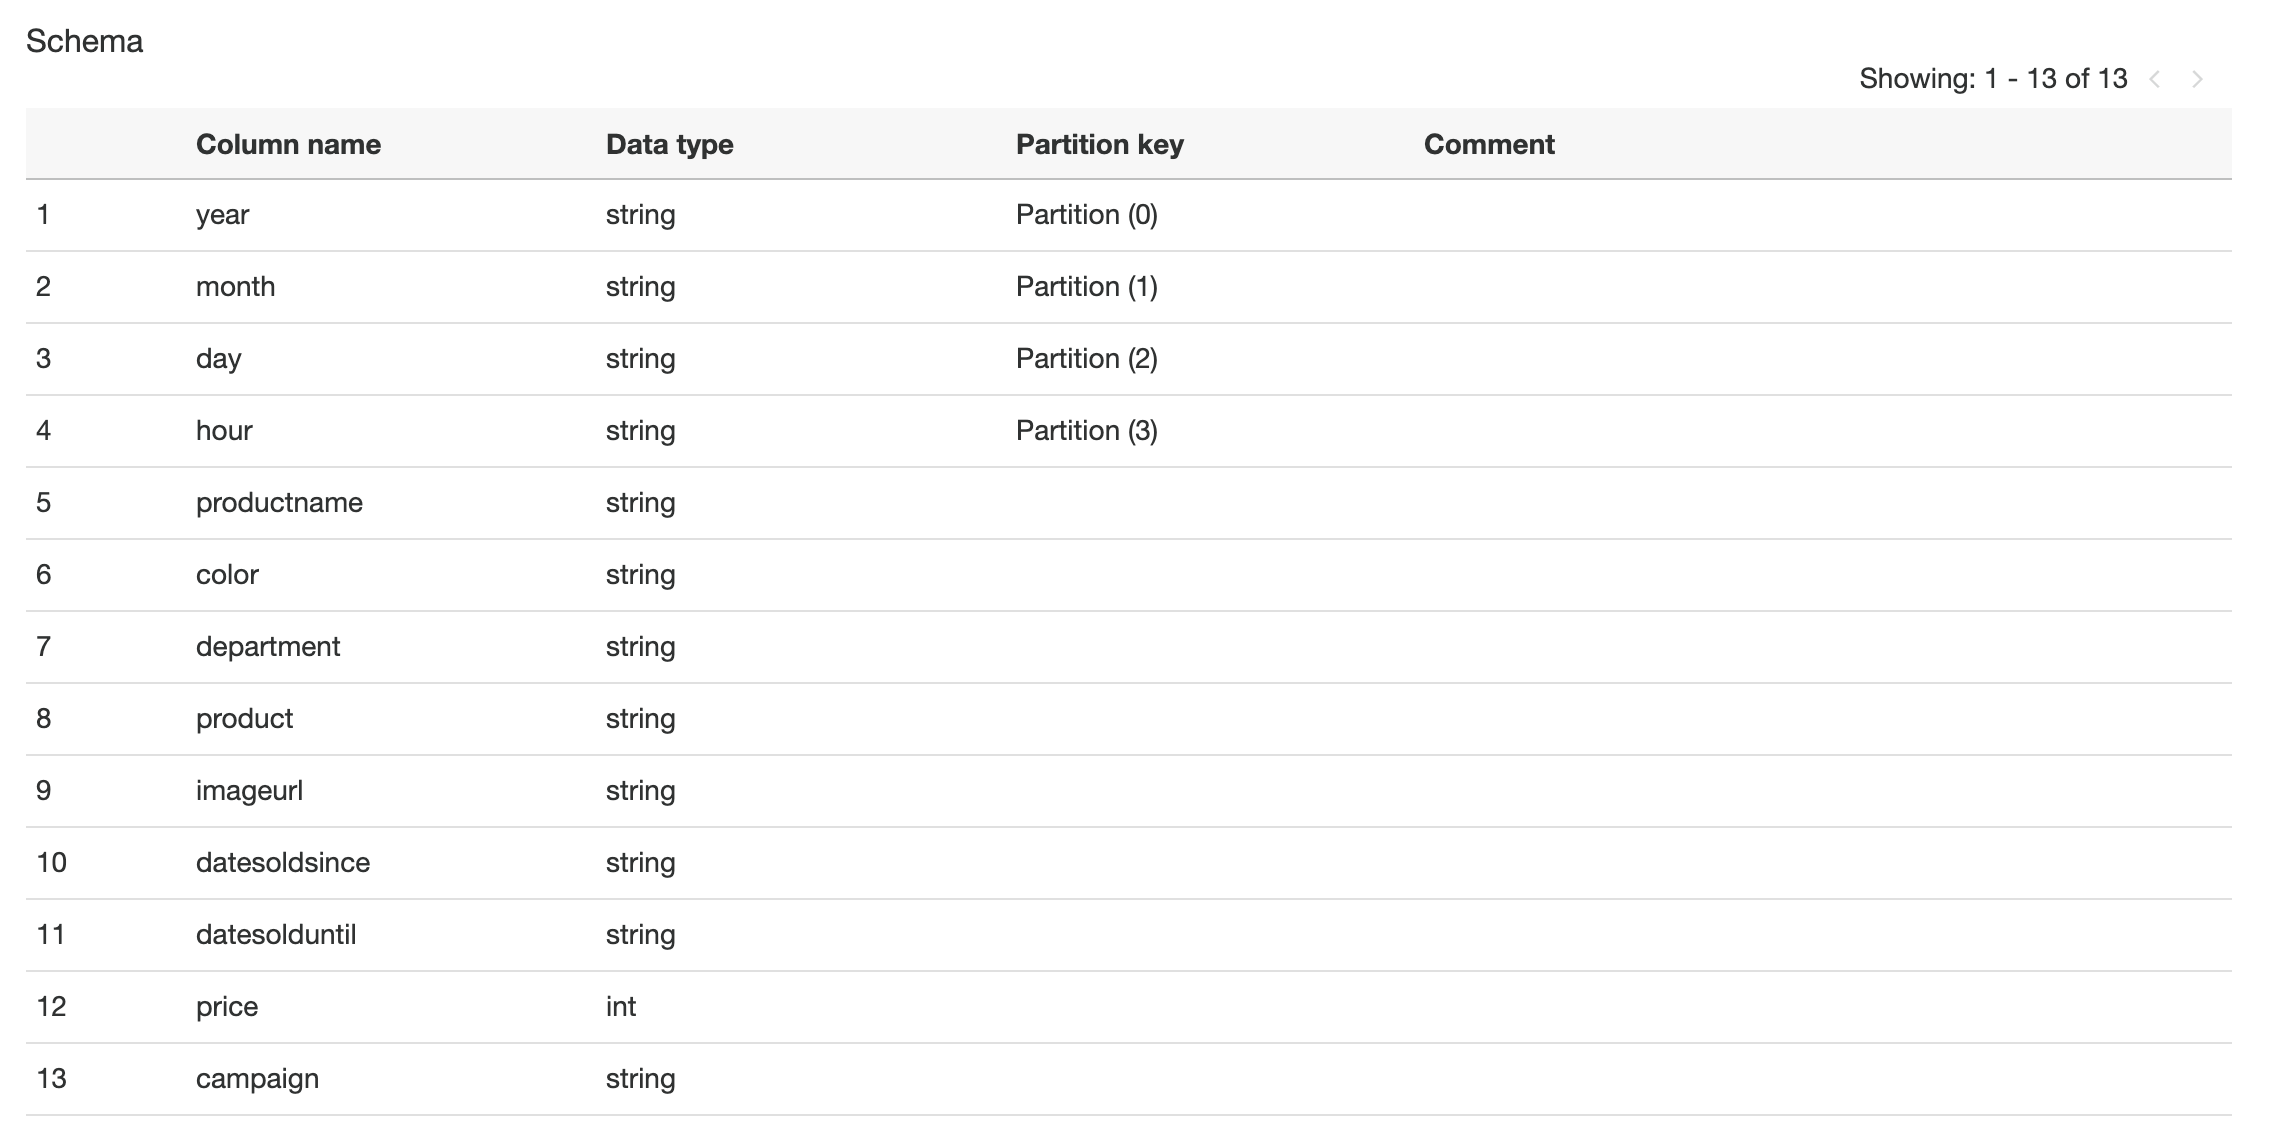 Schema
Showing: 1 - 13 of 13 < >
Column name Data type Partition key Comment
1 year string Partition (0)
2 month string Partition (1)
3 day string Partition (2)
4 hour string Partition (3)
5 productname string
6 color string
7 department string
8 product string
9 imageurl string
10 datesoldsince string
11 datesolduntil string
12 price int
13 campaign string